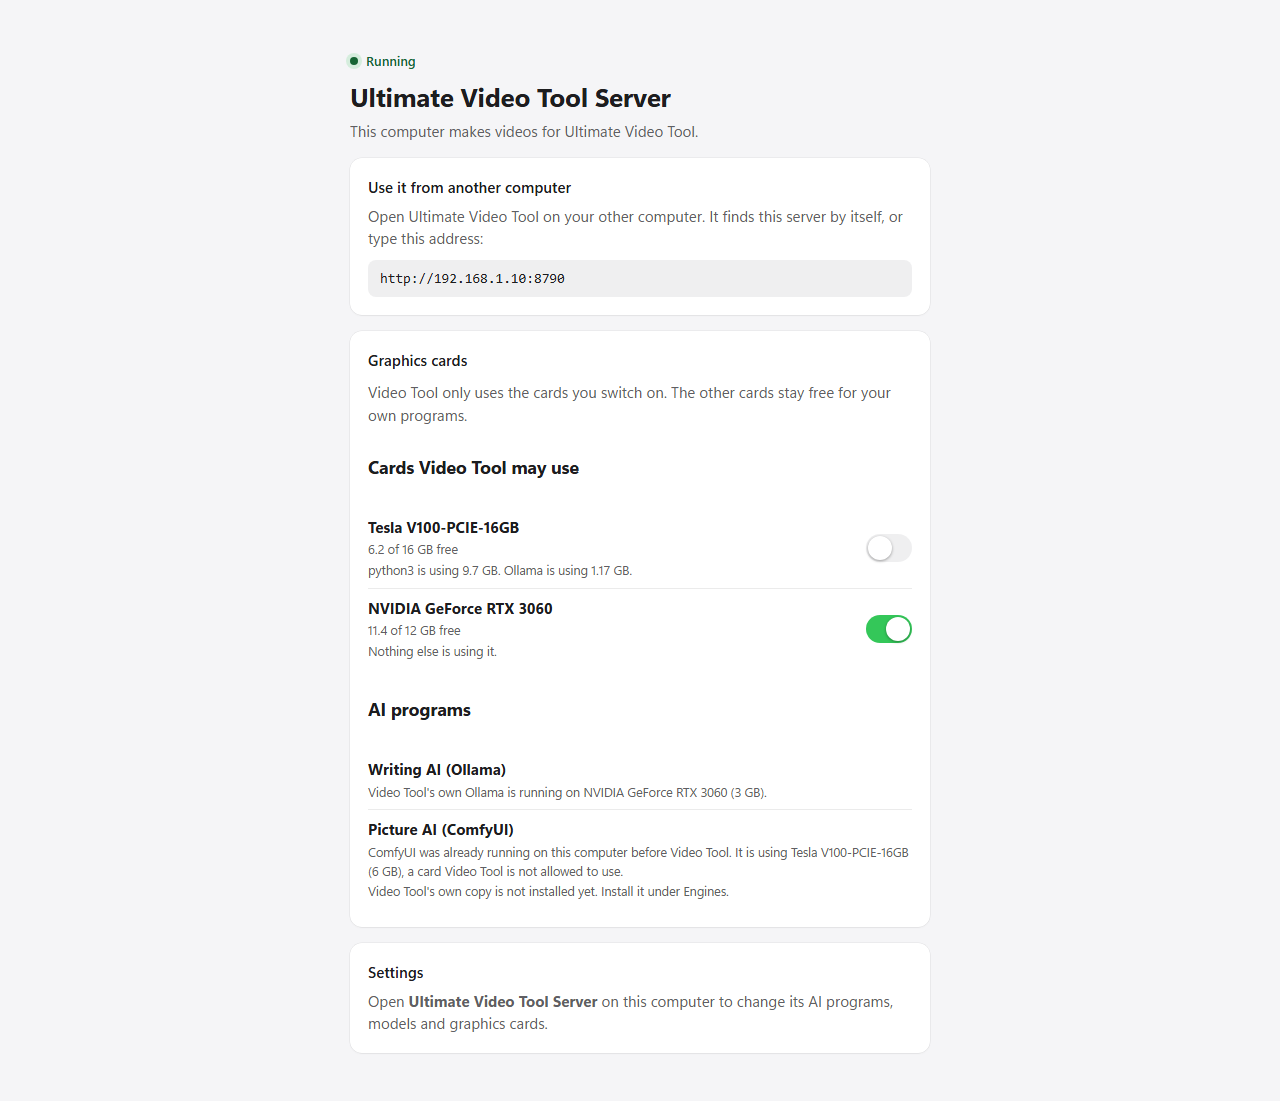 Running
Ultimate Video Tool Server
This computer makes videos for Ultimate Video Tool.
Use it from another computer
Open Ultimate Video Tool on your other computer. It finds this server by itself, or
type this address:
http://192.168.1.10:8790
Graphics cards
Video Tool only uses the cards you switch on. The other cards stay free for your
own programs.
Cards Video Tool may use
Tesla V100-PCIE-16GB
6.2 of 16 GB free
python3 is using 9.7 GB. Ollama is using 1.17 GB.
NVIDIA GeForce RTX 3060
11.4 of 12 GB free
Nothing else is using it.
AI programs
Writing AI (Ollama)
Video Tool's own Ollama is running on NVIDIA GeForce RTX 3060 (3 GB).
Picture AI (ComfyUI)
ComfyUI was already running on this computer before Video Tool. It is using Tesla V100-PCIE-16GB
(6 GB), a card Video Tool is not allowed to use.
Video Tool's own copy is not installed yet. Install it under Engines.
Settings
Open Ultimate Video Tool Server on this computer to change its AI programs,
models and graphics cards.